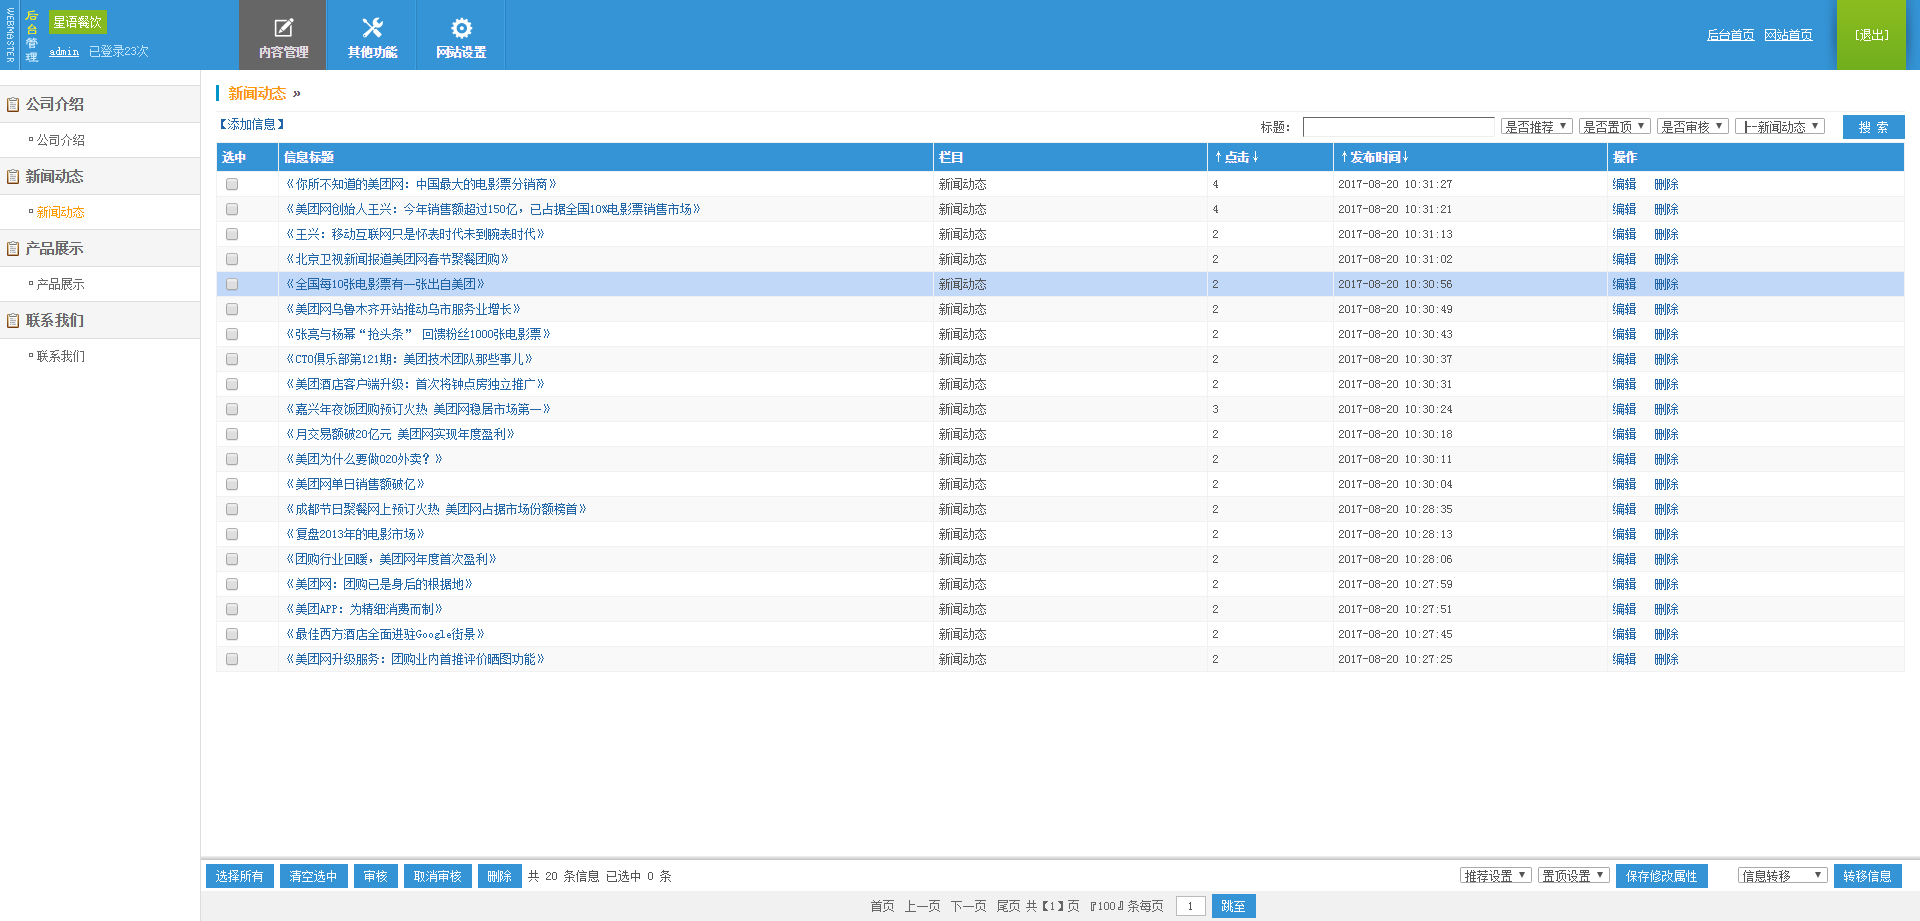 WEBMASTER
后台管理
星语餐饮
admin 已登录23次
内容管理
其他功能
网站设置
后台首页 网站首页
[退出]
公司介绍
公司介绍
新闻动态
新闻动态
产品展示
产品展示
联系我们
联系我们
新闻动态 »
【添加信息】
标题: 是否推荐 是否置顶 是否审核 ├-新闻动态 搜 索
选中 信息标题 栏目 ↑点击↓ ↑发布时间↓ 操作
《你所不知道的美团网：中国最大的电影票分销商》 新闻动态 4 2017-08-20 10:31:27 编辑 删除
《美团网创始人王兴：今年销售额超过150亿，已占据全国10%电影票销售市场》 新闻动态 4 2017-08-20 10:31:21 编辑 删除
《王兴：移动互联网只是怀表时代未到腕表时代》 新闻动态 2 2017-08-20 10:31:13 编辑 删除
《北京卫视新闻报道美团网春节聚餐团购》 新闻动态 2 2017-08-20 10:31:02 编辑 删除
《全国每10张电影票有一张出自美团》 新闻动态 2 2017-08-20 10:30:56 编辑 删除
《美团网乌鲁木齐开站推动乌市服务业增长》 新闻动态 2 2017-08-20 10:30:49 编辑 删除
《张亮与杨幂“抢头条” 回馈粉丝1000张电影票》 新闻动态 2 2017-08-20 10:30:43 编辑 删除
《CTO俱乐部第121期：美团技术团队那些事儿》 新闻动态 2 2017-08-20 10:30:37 编辑 删除
《美团酒店客户端升级：首次将钟点房独立推广》 新闻动态 2 2017-08-20 10:30:31 编辑 删除
《嘉兴年夜饭团购预订火热 美团网稳居市场第一》 新闻动态 3 2017-08-20 10:30:24 编辑 删除
《月交易额破20亿元 美团网实现年度盈利》 新闻动态 2 2017-08-20 10:30:18 编辑 删除
《美团为什么要做O2O外卖？》 新闻动态 2 2017-08-20 10:30:11 编辑 删除
《美团网单日销售额破亿》 新闻动态 2 2017-08-20 10:30:04 编辑 删除
《成都节日聚餐网上预订火热 美团网占据市场份额榜首》 新闻动态 2 2017-08-20 10:28:35 编辑 删除
《复盘2013年的电影市场》 新闻动态 2 2017-08-20 10:28:13 编辑 删除
《团购行业回暖，美团网年度首次盈利》 新闻动态 2 2017-08-20 10:28:06 编辑 删除
《美团网：团购已是身后的根据地》 新闻动态 2 2017-08-20 10:27:59 编辑 删除
《美团APP：为精细消费而制》 新闻动态 2 2017-08-20 10:27:51 编辑 删除
《最佳西方酒店全面进驻Google街景》 新闻动态 2 2017-08-20 10:27:45 编辑 删除
《美团网升级服务：团购业内首推评价晒图功能》 新闻动态 2 2017-08-20 10:27:25 编辑 删除
选择所有 清空选中 审核 取消审核 删除 共 20 条信息 已选中 0 条 推荐设置 置顶设置 保存修改属性 信息转移 转移信息
首页 上一页 下一页 尾页 共【1】页 『100』条每页 1 跳至